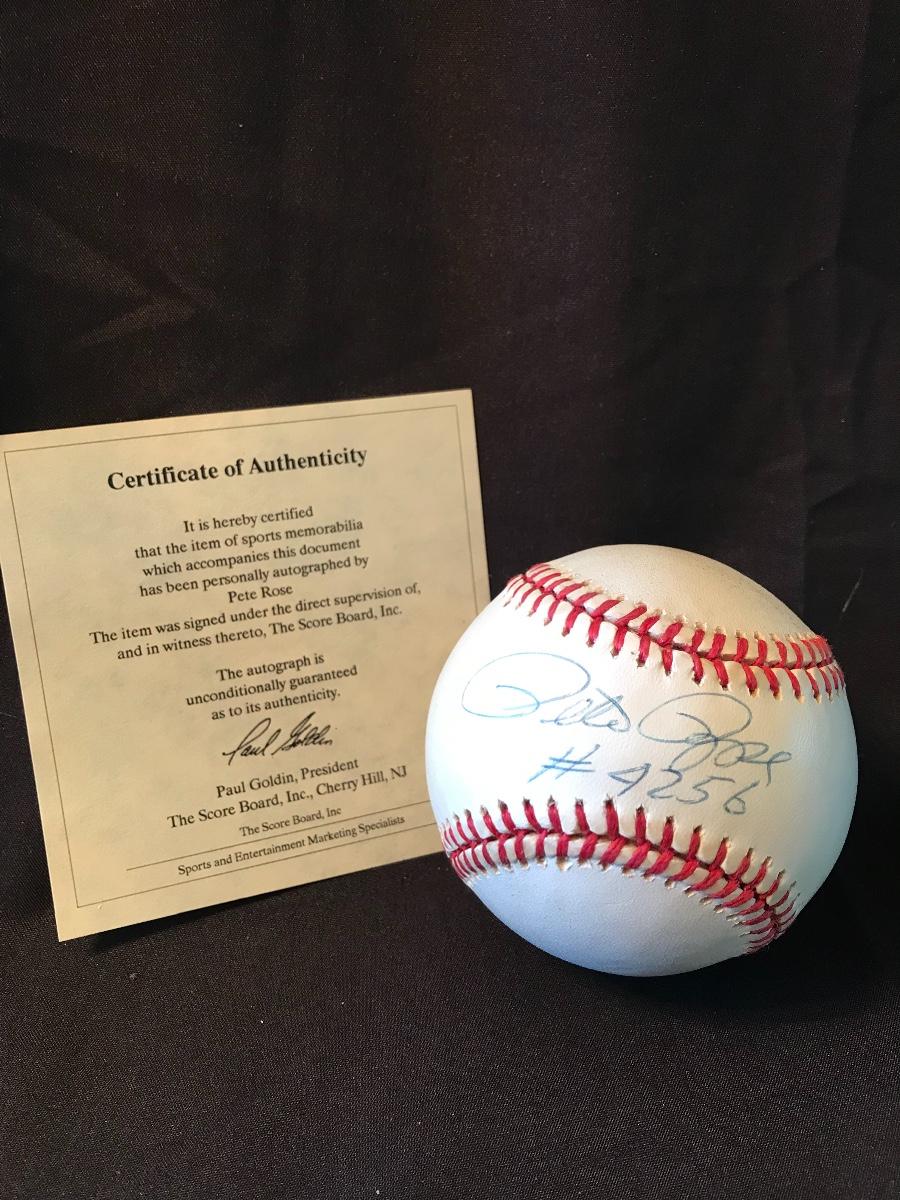 Certificate of Authenticity
It is hereby certified
that the item of sports memorabilia
which accompanies this document
has been personally autographed by
Pete Rose
The item was signed under the direct supervision of,
and in witness thereto, The Score Board, Inc.
The autograph is
unconditionally guaranteed
as to its authenticity.
Paul Goldin
Paul Goldin, President
The Score Board, Inc., Cherry Hill, NJ
The Score Board, Inc
Sports and Entertainment Marketing Specialists
Pete Rose
#4256